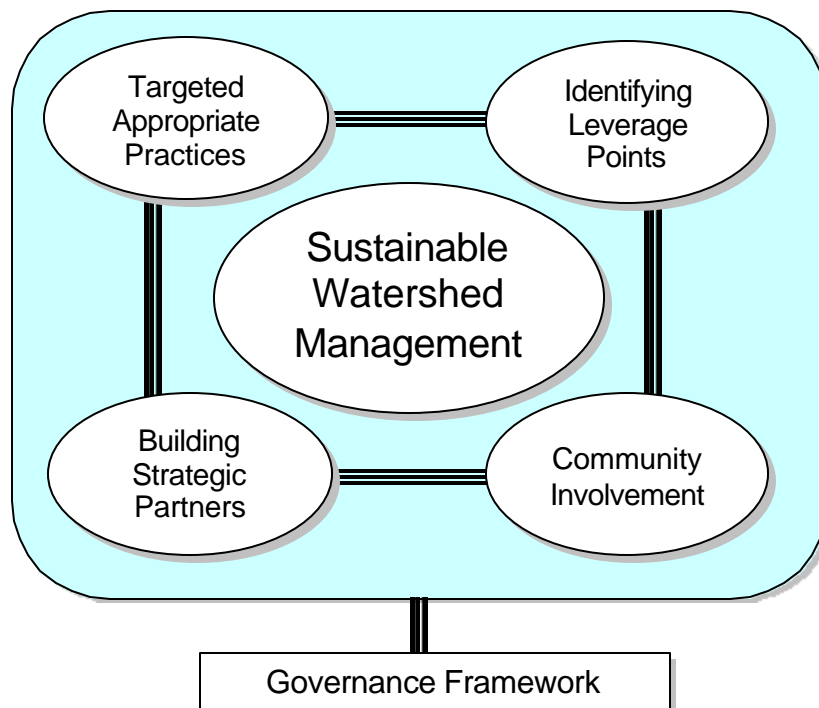 Targeted
Appropriate
Practices
Identifying
Leverage
Points
Sustainable
Watershed
Management
Building
Strategic
Partners
Community
Involvement
Governance Framework